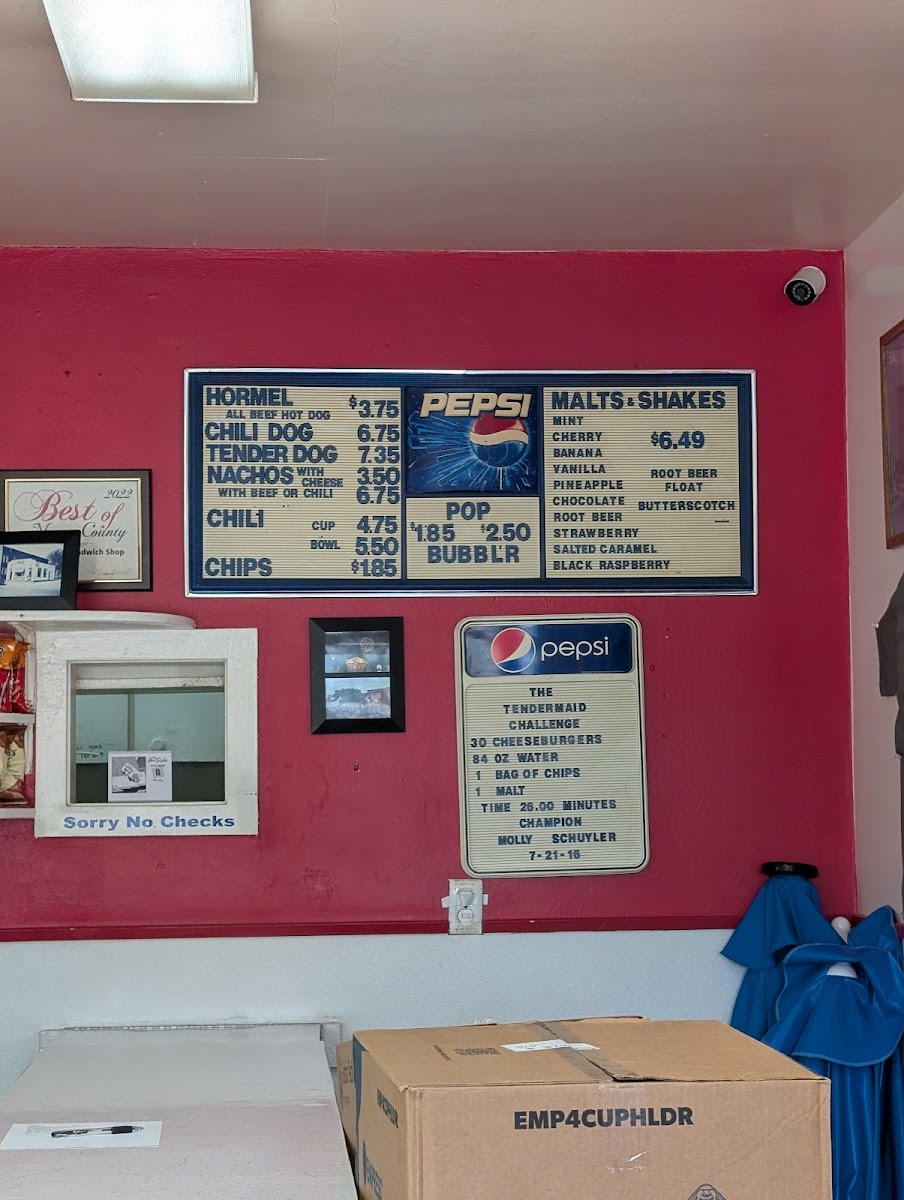 HORMEL
ALL BEEF HOT DOG $3.75
CHILI DOG 6.75
TENDER DOG 7.35
NACHOS WITH CHEESE 3.50
WITH BEEF OR CHILI 6.75
CHILI CUP 4.75
BOWL 5.50
CHIPS $1.85
PEPSI
POP
$1.85 $2.50
BUBBL'R
MALTS & SHAKES
MINT
CHERRY
BANANA
VANILLA
PINEAPPLE
CHOCOLATE
ROOT BEER
STRAWBERRY
SALTED CARAMEL
BLACK RASPBERRY
$6.49
ROOT BEER
FLOAT
BUTTERSCOTCH
2022
Best of
County
dwich Shop
Sorry No Checks
pepsi
THE
TENDERMAID
CHALLENGE
30 CHEESEBURGERS
84 OZ WATER
1 BAG OF CHIPS
1 MALT
TIME 26.00 MINUTES
CHAMPION
MOLLY SCHUYLER
7-21-16
EMP4CUPHLDR